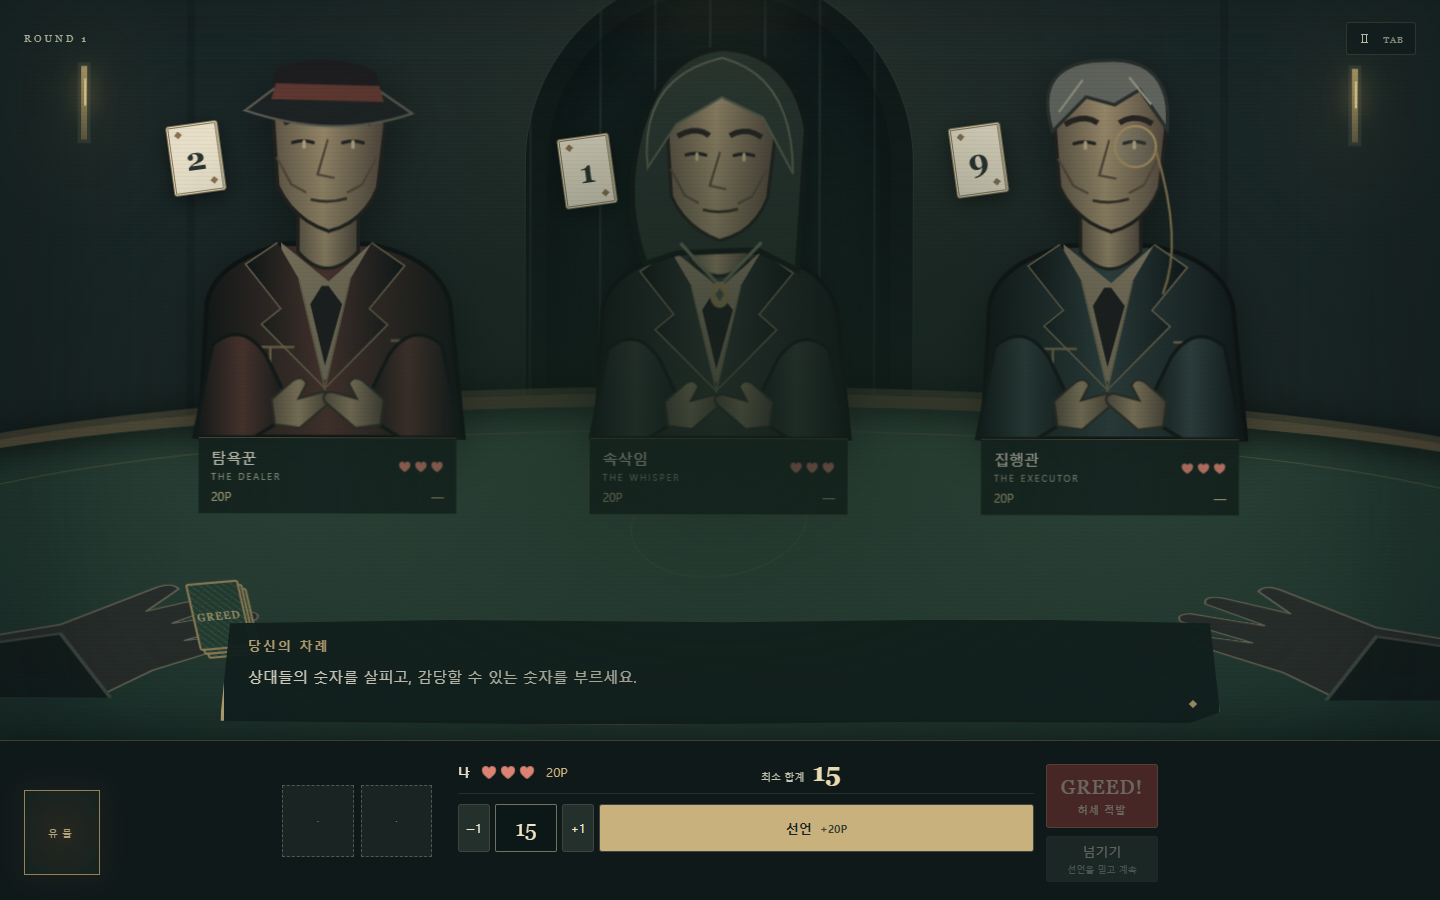 ROUND 1
II TAB
2
1
9
탐욕꾼
THE DEALER
20P —
속삭임
THE WHISPER
20P —
집행관
THE EXECUTOR
20P —
GREED
당신의 차례
상대들의 숫자를 살피고, 감당할 수 있는 숫자를 부르세요.
유물
나 20P
최소 합계 15
−1 15 +1
선언 +20P
GREED!
허세 적발
넘기기
선언을 믿고 계속